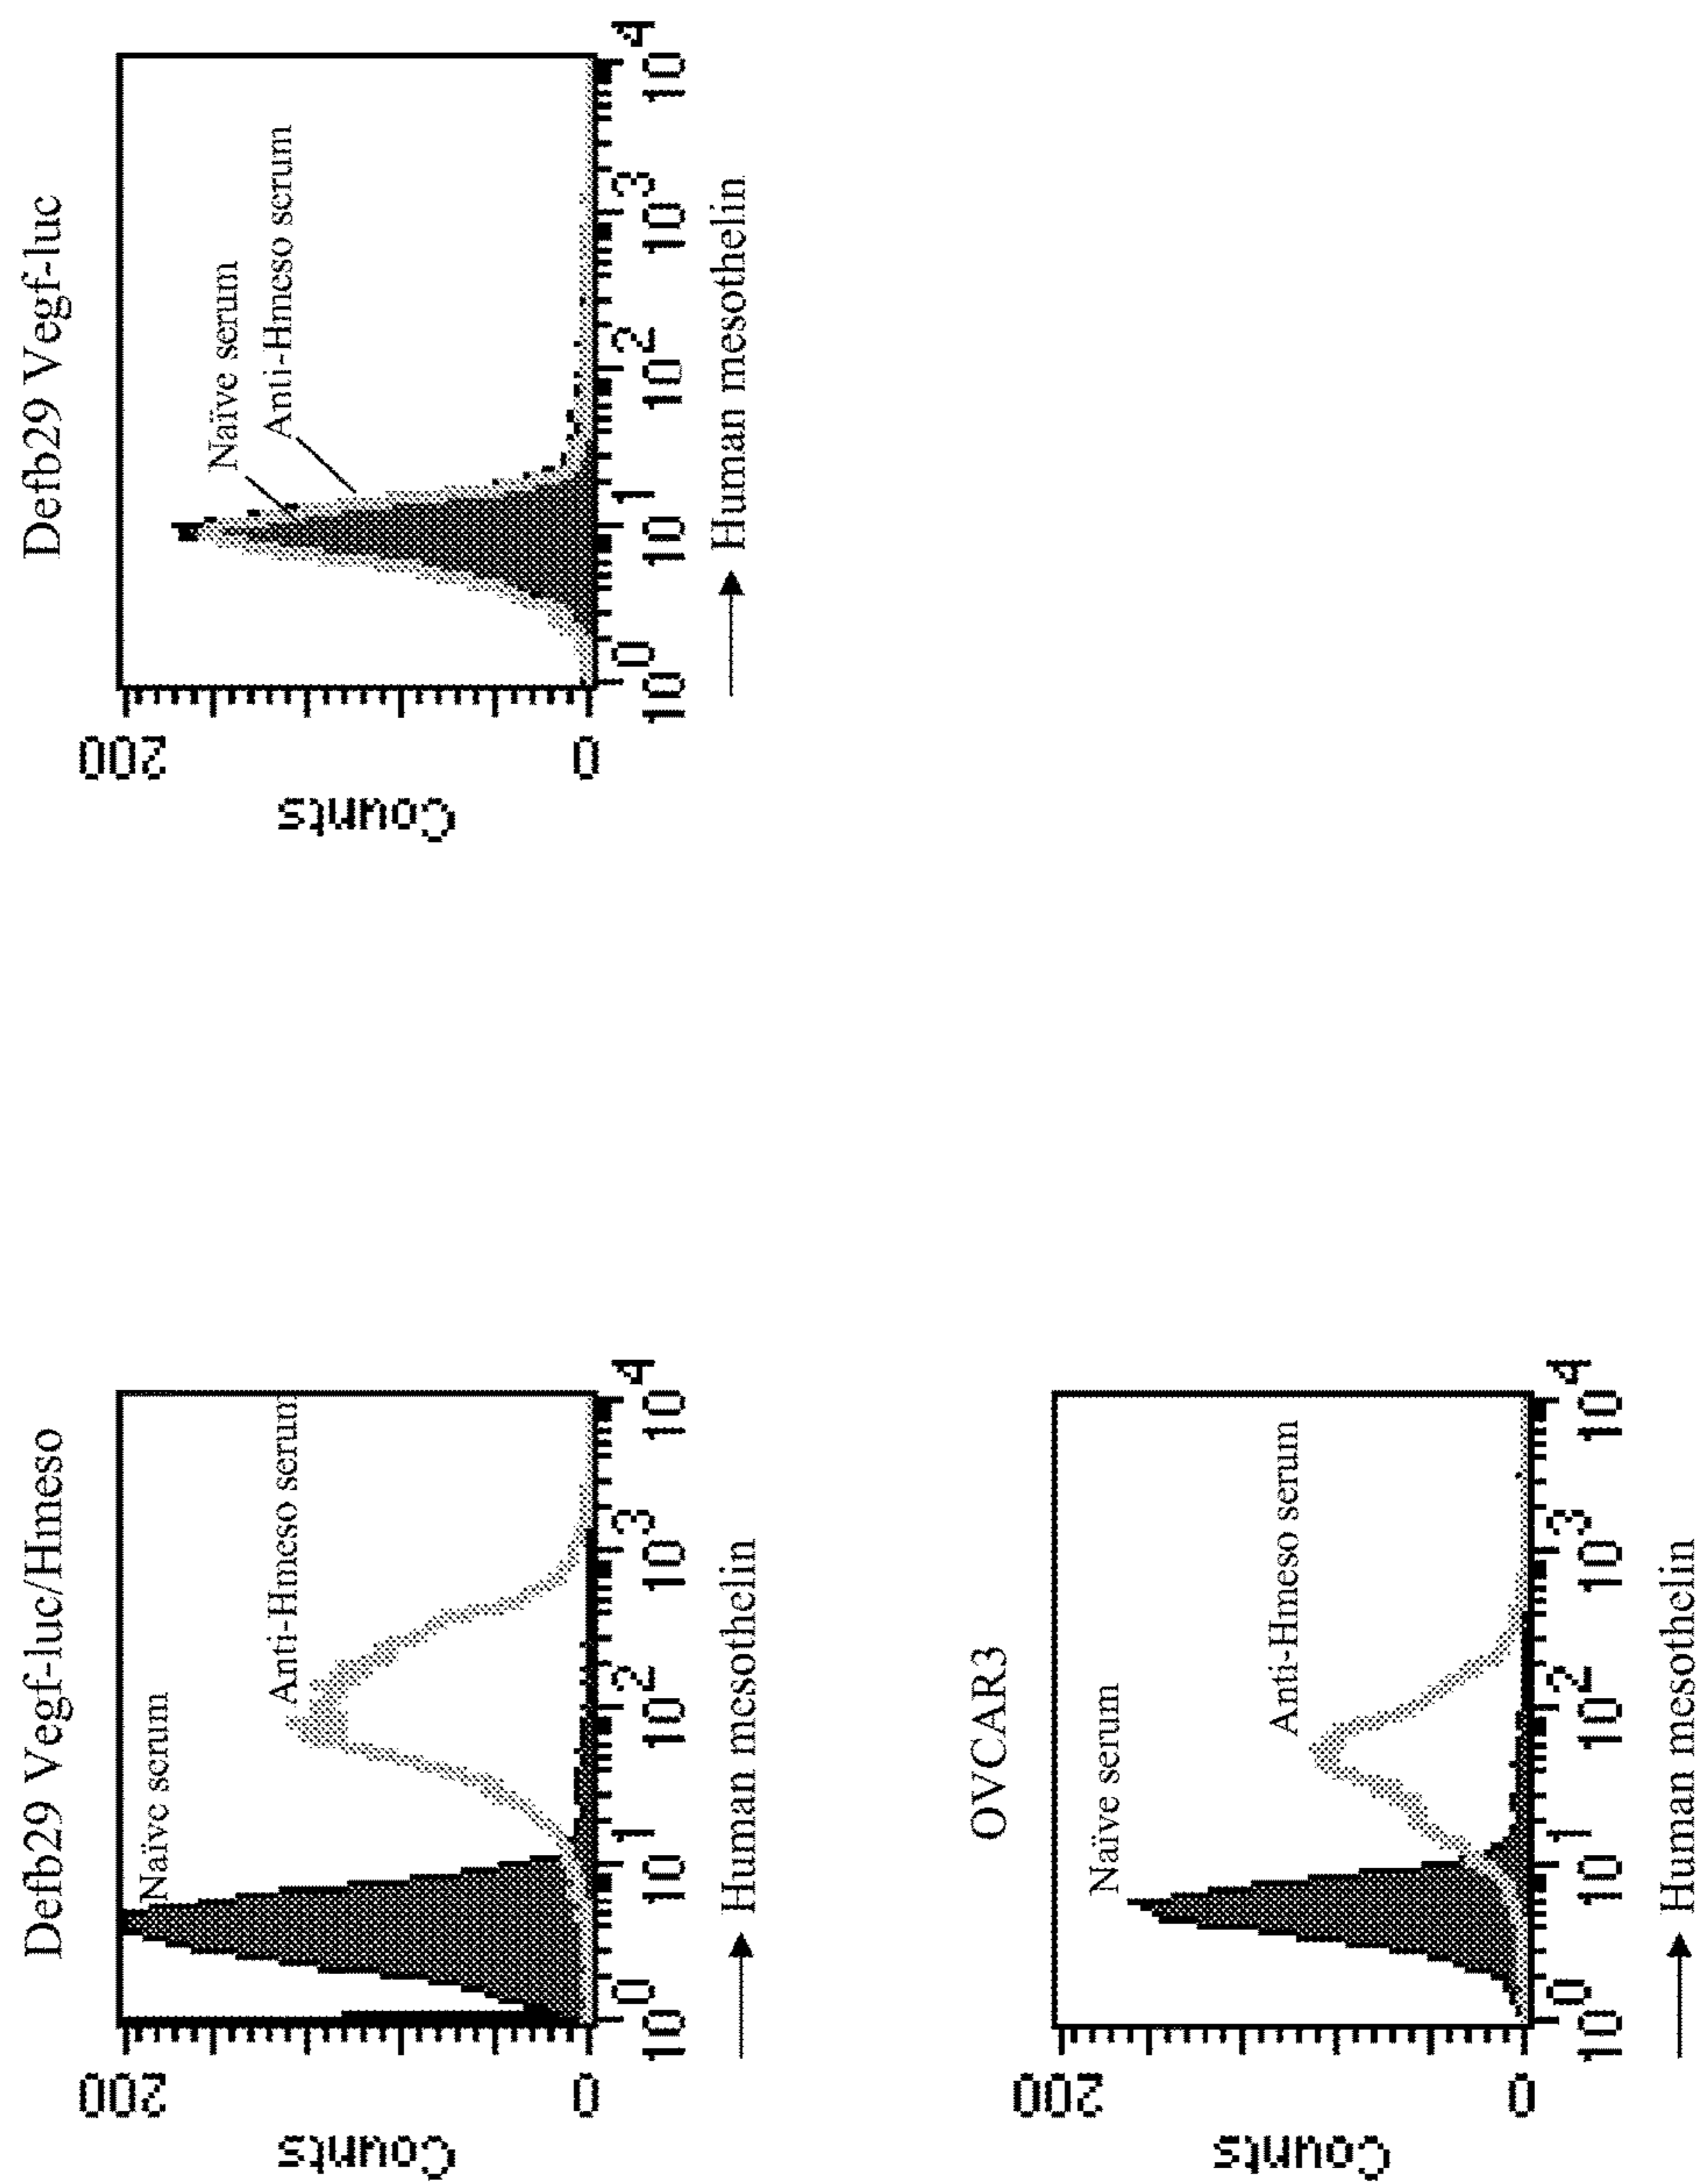 Defb29 Vegf-luc/Hmeso
Counts
200
0
Naïve serum
Anti-Hmeso serum
10^0 10^1 10^2 10^3 10^4
Human mesothelin
Defb29 Vegf-luc
Counts
200
0
Naïve serum
Anti-Hmeso serum
10^0 10^1 10^2 10^3 10^4
Human mesothelin
OVCAR3
Counts
200
0
Naïve serum
Anti-Hmeso serum
10^0 10^1 10^2 10^3 10^4
Human mesothelin